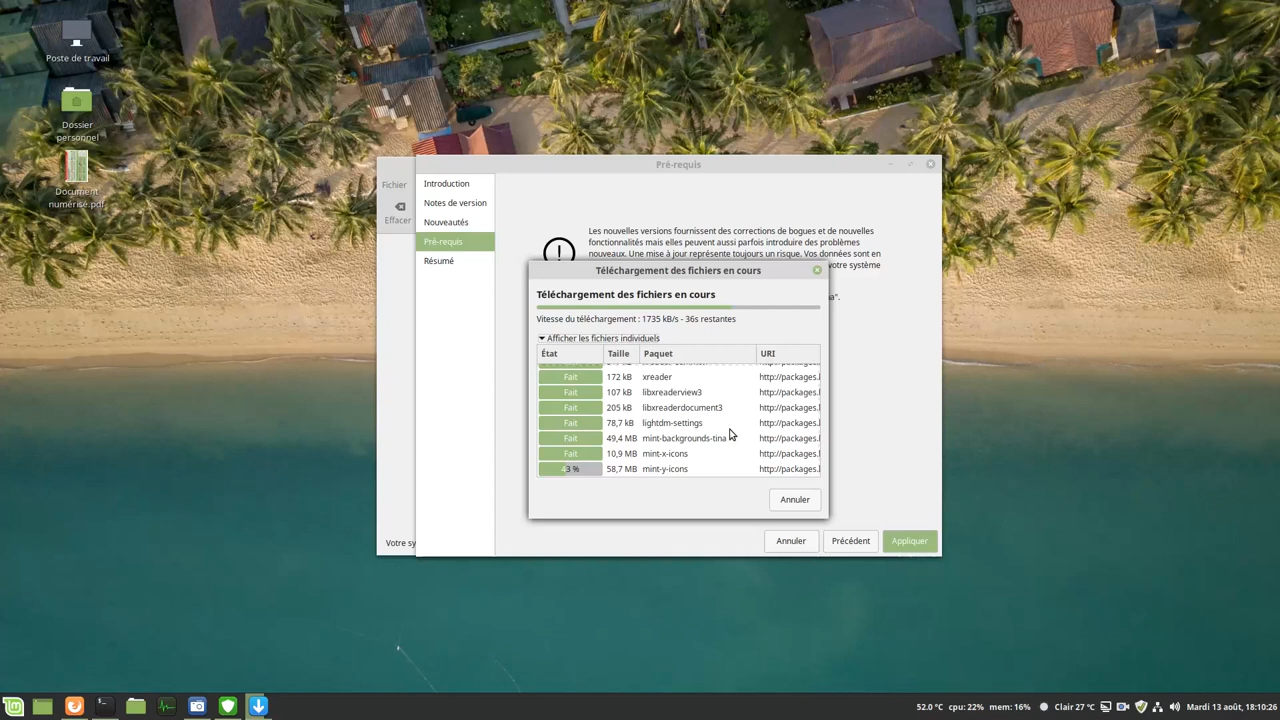 Poste de travail
Dossier
personnel
Document
numérisé.pdf
Pré-requis
Fichier
Effacer
Votre sy
Introduction
Notes de version
Nouveautés
Pré-requis
Résumé
Les nouvelles versions fournissent des corrections de bogues et de nouvelles
fonctionnalités mais elles peuvent aussi parfois introduire des problèmes
nouveaux. Une mise à jour représente toujours un risque. Vos données sont en
votre système
na".
Téléchargement des fichiers en cours
Téléchargement des fichiers en cours
Vitesse du téléchargement : 1735 kB/s - 36s restantes
Afficher les fichiers individuels
État Taille Paquet URI
Fait 172 kB xreader http://packages.l
Fait 107 kB libxreaderview3 http://packages.l
Fait 205 kB libxreaderdocument3 http://packages.l
Fait 78,7 kB lightdm-settings http://packages.l
Fait 49,4 MB mint-backgrounds-tina http://packages.l
Fait 10,9 MB mint-x-icons http://packages.l
43 % 58,7 MB mint-y-icons http://packages.l
Annuler
Annuler Précédent Appliquer
52.0 °C cpu: 22% mem: 16% Clair 27 °C Mardi 13 août, 18:10:26